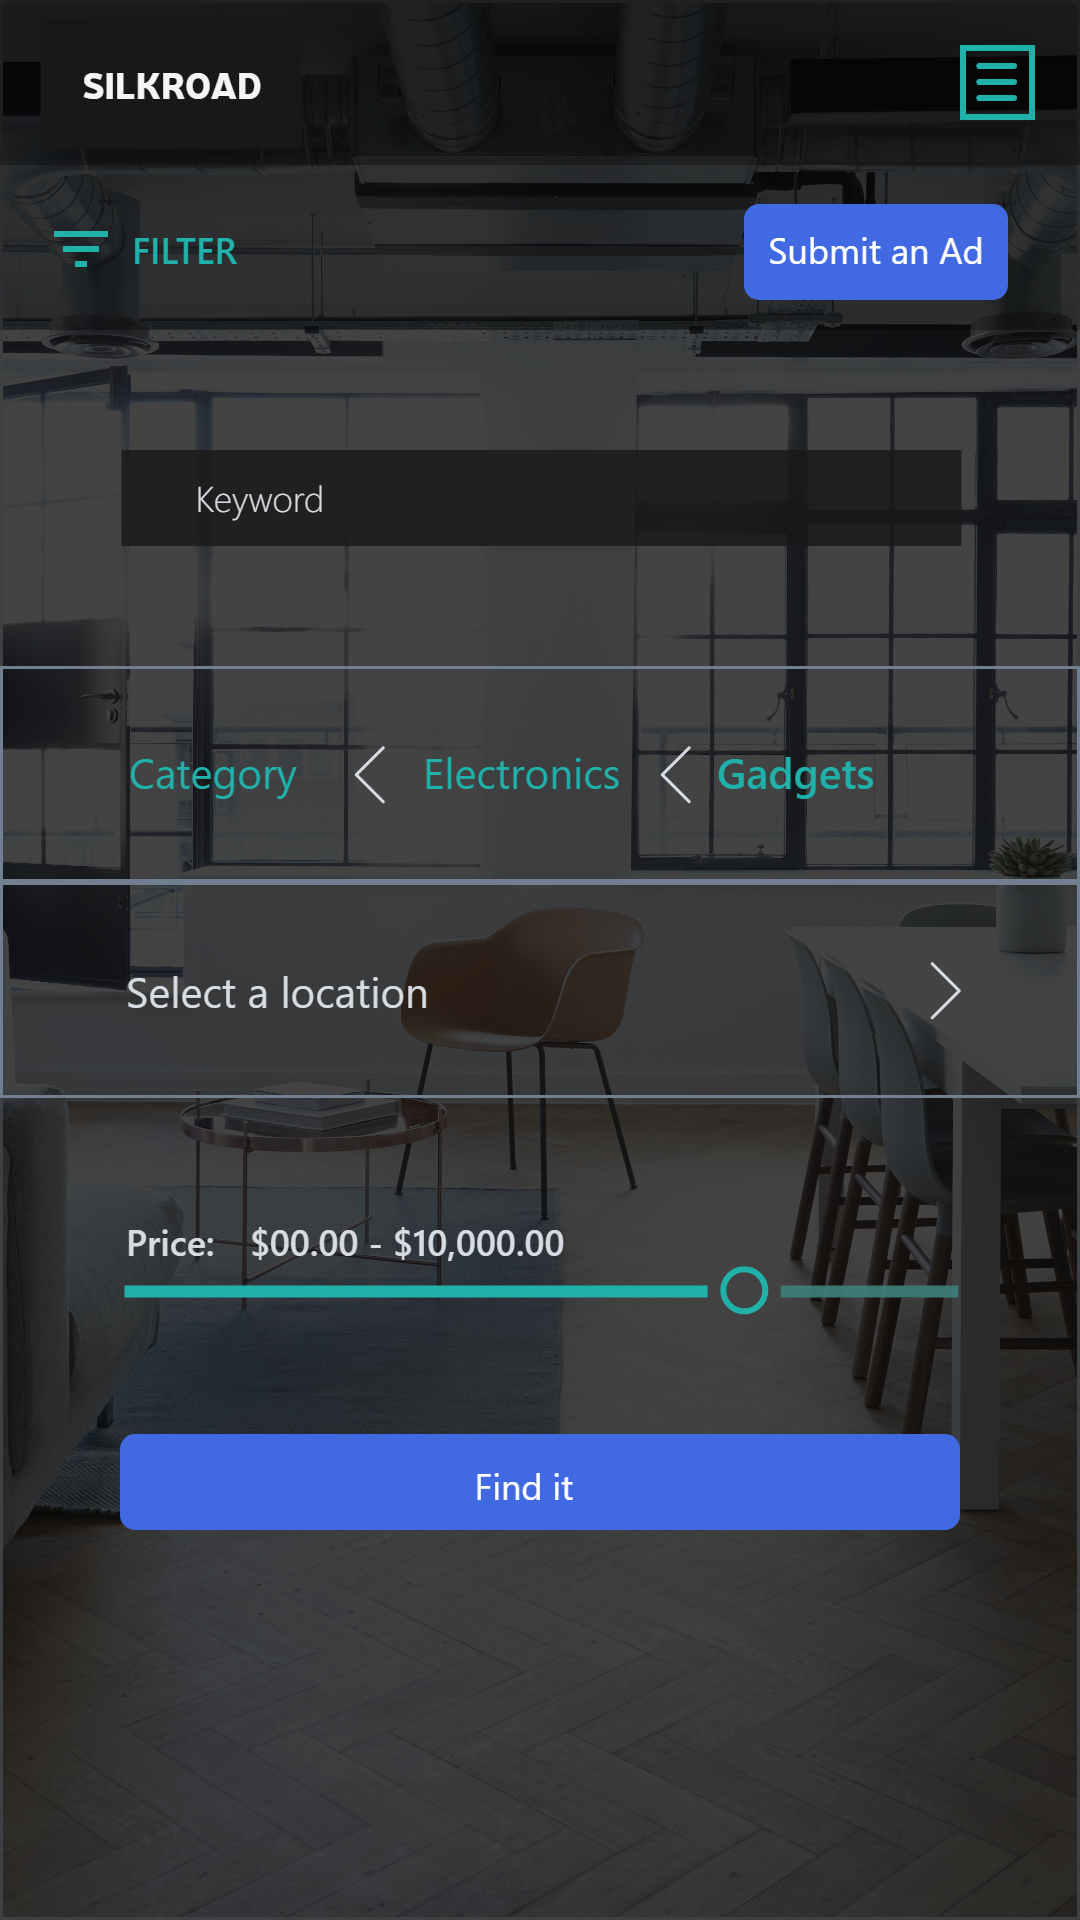 SILKROAD
FILTER
Submit an Ad
Keyword
Category Electronics Gadgets
Select a location
Price: $00.00 - $10,000.00
Find it